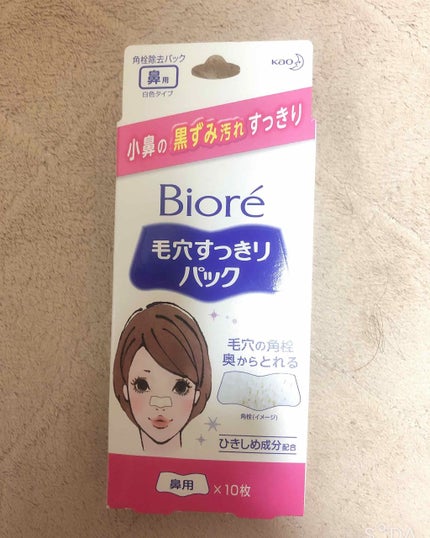 角栓除去パック
kao
鼻用
白色タイプ
小鼻の黒ずみ汚れすっきり
Bioré
毛穴すっきり
パック
毛穴の角栓
奥からとれる
角栓(イメージ)
ひきしめ成分配合
鼻用 ×10枚